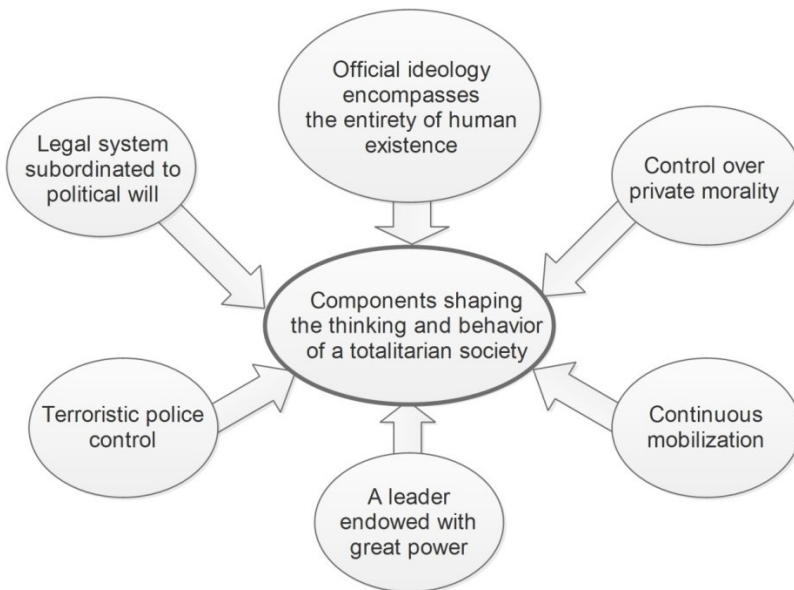 Official ideology
encompasses
the entirety of human
existence
Legal system
subordinated to
political will
Control over
private morality
Components shaping
the thinking and behavior
of a totalitarian society
Terroristic police
control
Continuous
mobilization
A leader
endowed with
great power